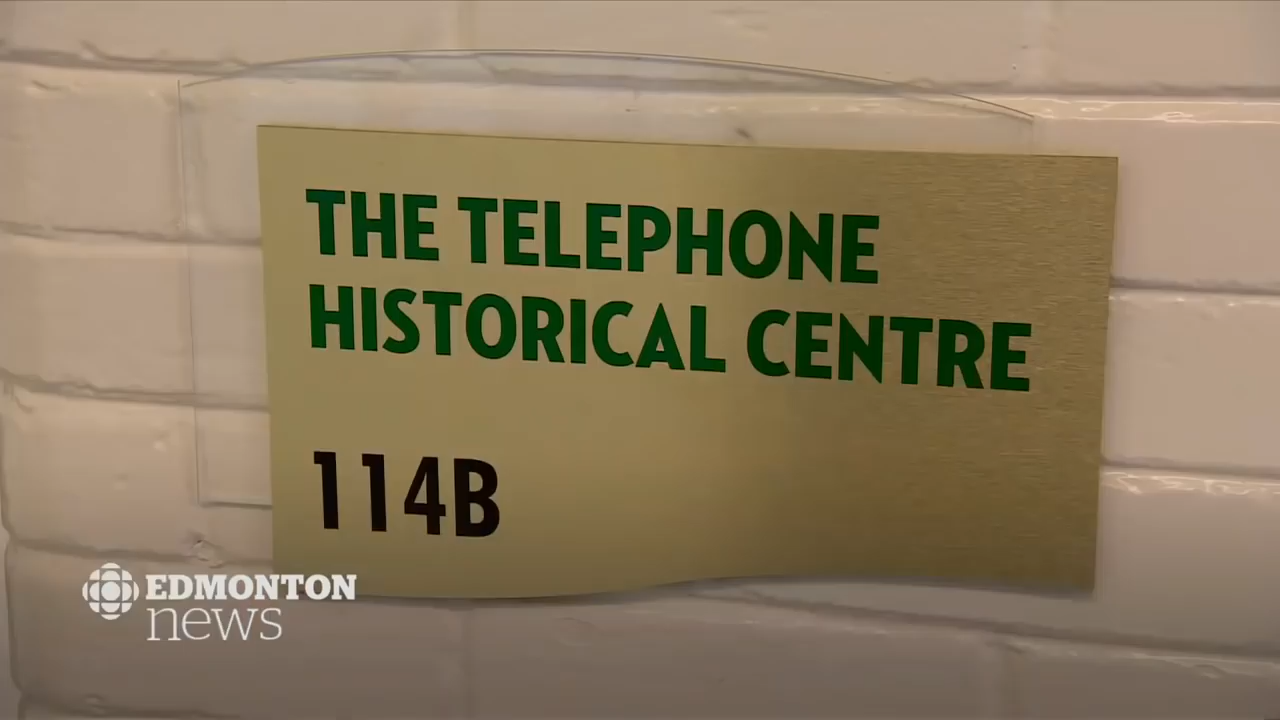 THE TELEPHONE
HISTORICAL CENTRE
114B
EDMONTON
news